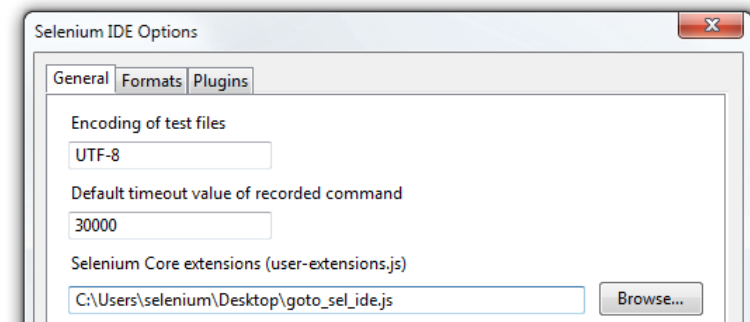 Selenium IDE Options
General Formats Plugins
Encoding of test files
UTF-8
Default timeout value of recorded command
30000
Selenium Core extensions (user-extensions.js)
C:\Users\selenium\Desktop\goto_sel_ide.js Browse...